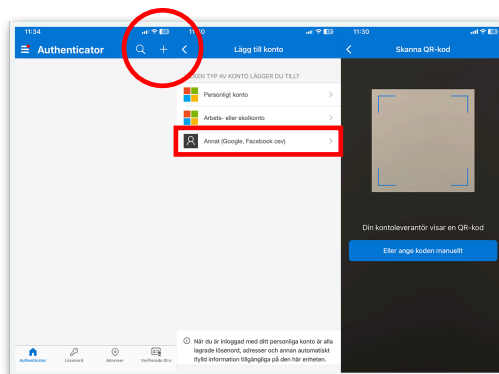 11:34
Authenticator
Authenticator
Lösenord
Adresser
Verifierade ID:n
Lägg till konto
KEN TYP AV KONTO LÄGGER DU TILL?
Personligt konto
Arbets- eller skolkonto
Annat (Google, Facebook osv)
När du är inloggad med ditt personliga konto är alla
lagrade lösenord, adresser och annan automatiskt
ifylld information tillgängliga på den här enheten.
11:30
Skanna QR-kod
Din kontoleverantör visar en QR-kod
Eller ange koden manuellt